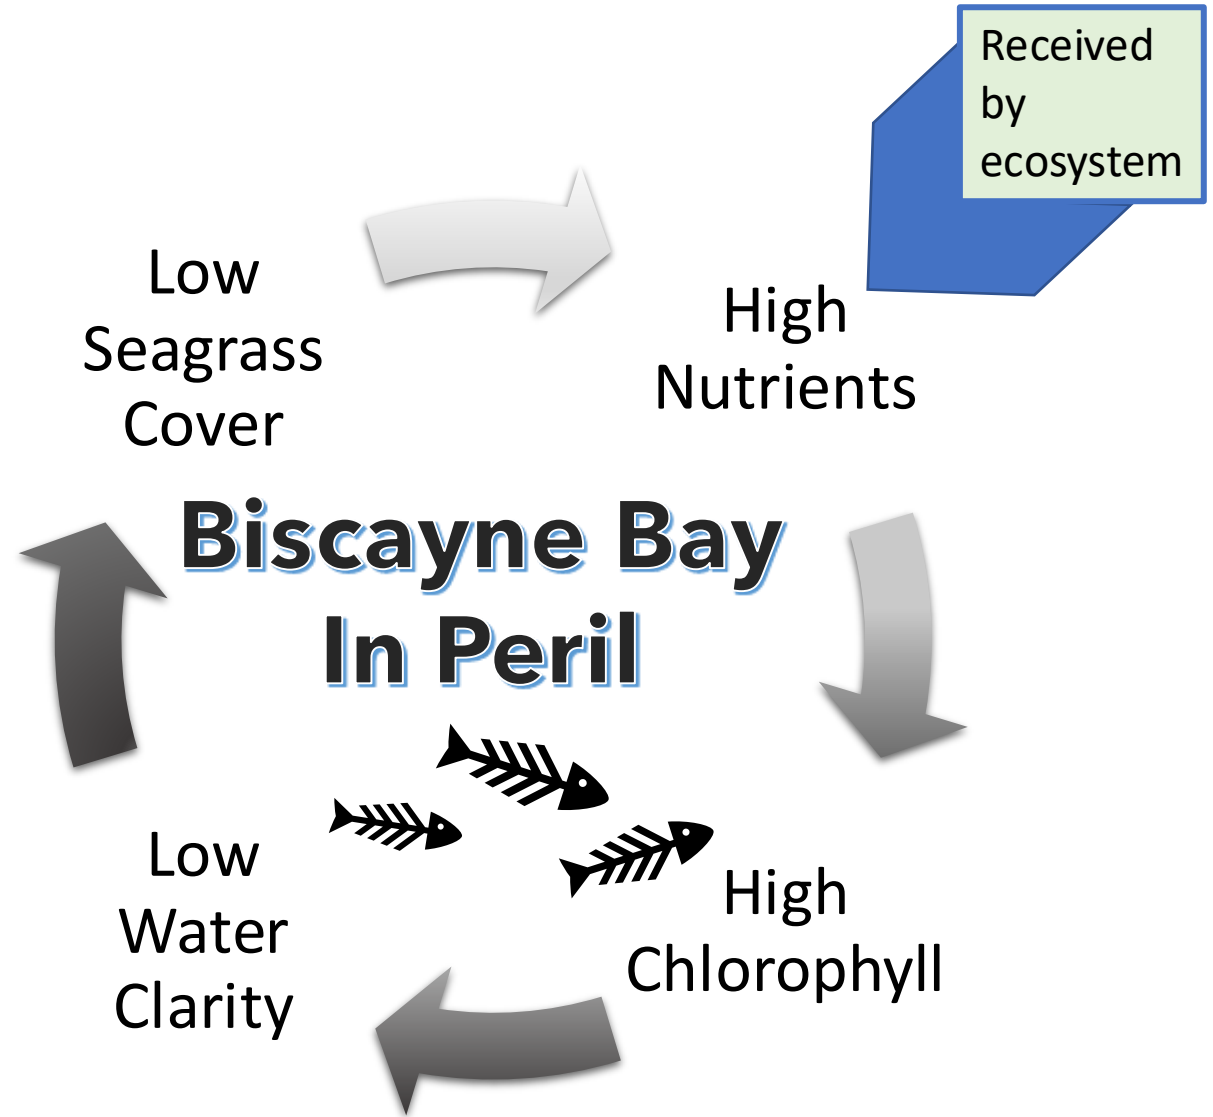 Received
by
ecosystem
Low
Seagrass
Cover
High
Nutrients
Biscayne Bay
In Peril
Low
Water
Clarity
High
Chlorophyll